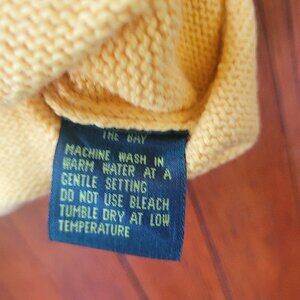 THE BAY
MACHINE WASH IN
WARM WATER AT A
GENTLE SETTING
DO NOT USE BLEACH
TUMBLE DRY AT LOW
TEMPERATURE